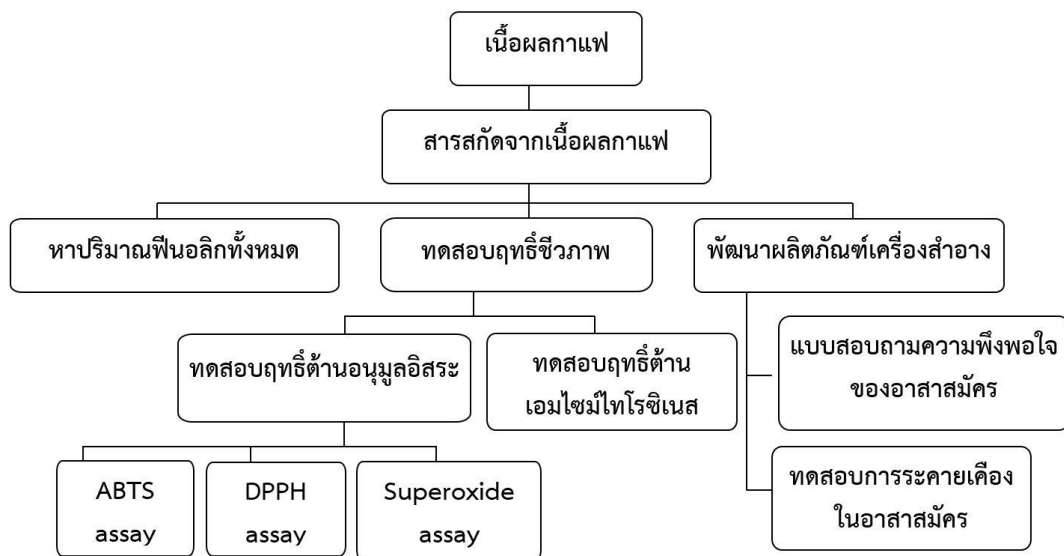 เนื้อผลกาแฟ
สารสกัดจากเนื้อผลกาแฟ
หาปริมาณฟีนอลิกทั้งหมด
ทดสอบฤทธิ์ชีวภาพ
พัฒนาผลิตภัณฑ์เครื่องสำอาง
ทดสอบฤทธิ์ต้านอนุมูลอิสระ
ทดสอบฤทธิ์ต้าน
เอมไซม์ไทโรซิเนส
แบบสอบถามความพึงพอใจ
ของอาสาสมัคร
ABTS
assay
DPPH
assay
Superoxide
assay
ทดสอบการระคายเคือง
ในอาสาสมัคร